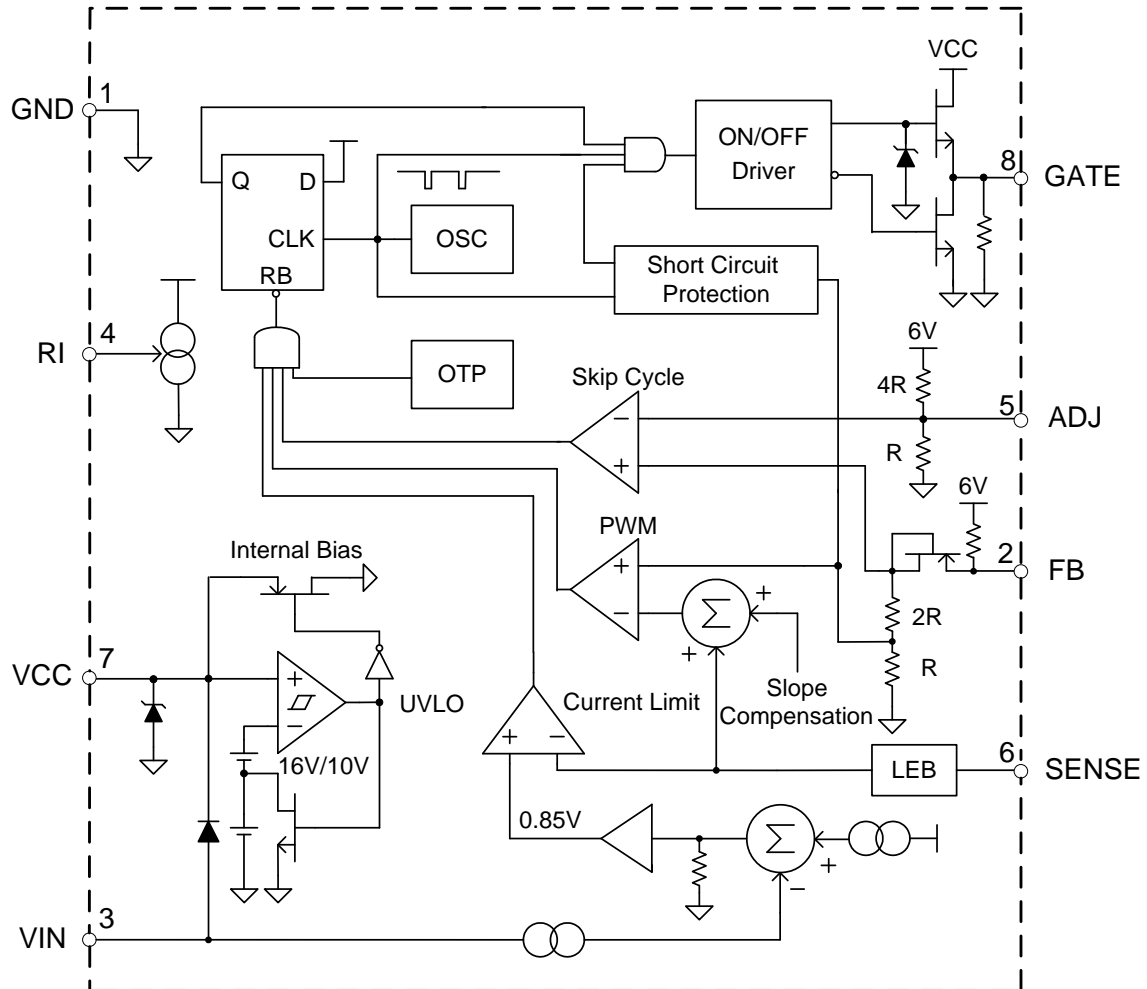 VCC
1
GND
ON/OFF
Driver
8
GATE
Q
D
CLK
OSC
RB
Short Circuit
Protection
4
RI
6V
OTP
Skip Cycle
4R
5
ADJ
−
+
R
6V
PWM
Internal Bias
2
FB
+
−
Σ
+
+
2R
R
7
VCC
+
−
UVLO
16V/10V
Current Limit
Slope
Compensation
+
−
LEB
6
SENSE
0.85V
Σ
+
−
3
VIN